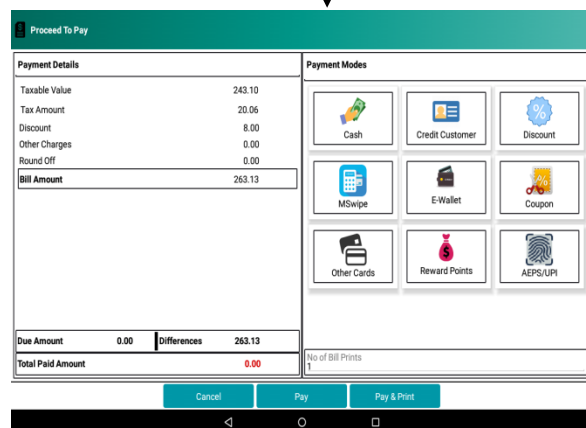 Proceed To Pay
Payment Details
Taxable Value 243.10
Tax Amount 20.06
Discount 8.00
Other Charges 0.00
Round Off 0.00
Bill Amount 263.13
Due Amount 0.00 Differences 263.13
Total Paid Amount 0.00
Payment Modes
Cash Credit Customer Discount
MSwipe E-Wallet Coupon
Other Cards Reward Points AEPS/UPI
No of Bill Prints
1
Cancel Pay Pay & Print